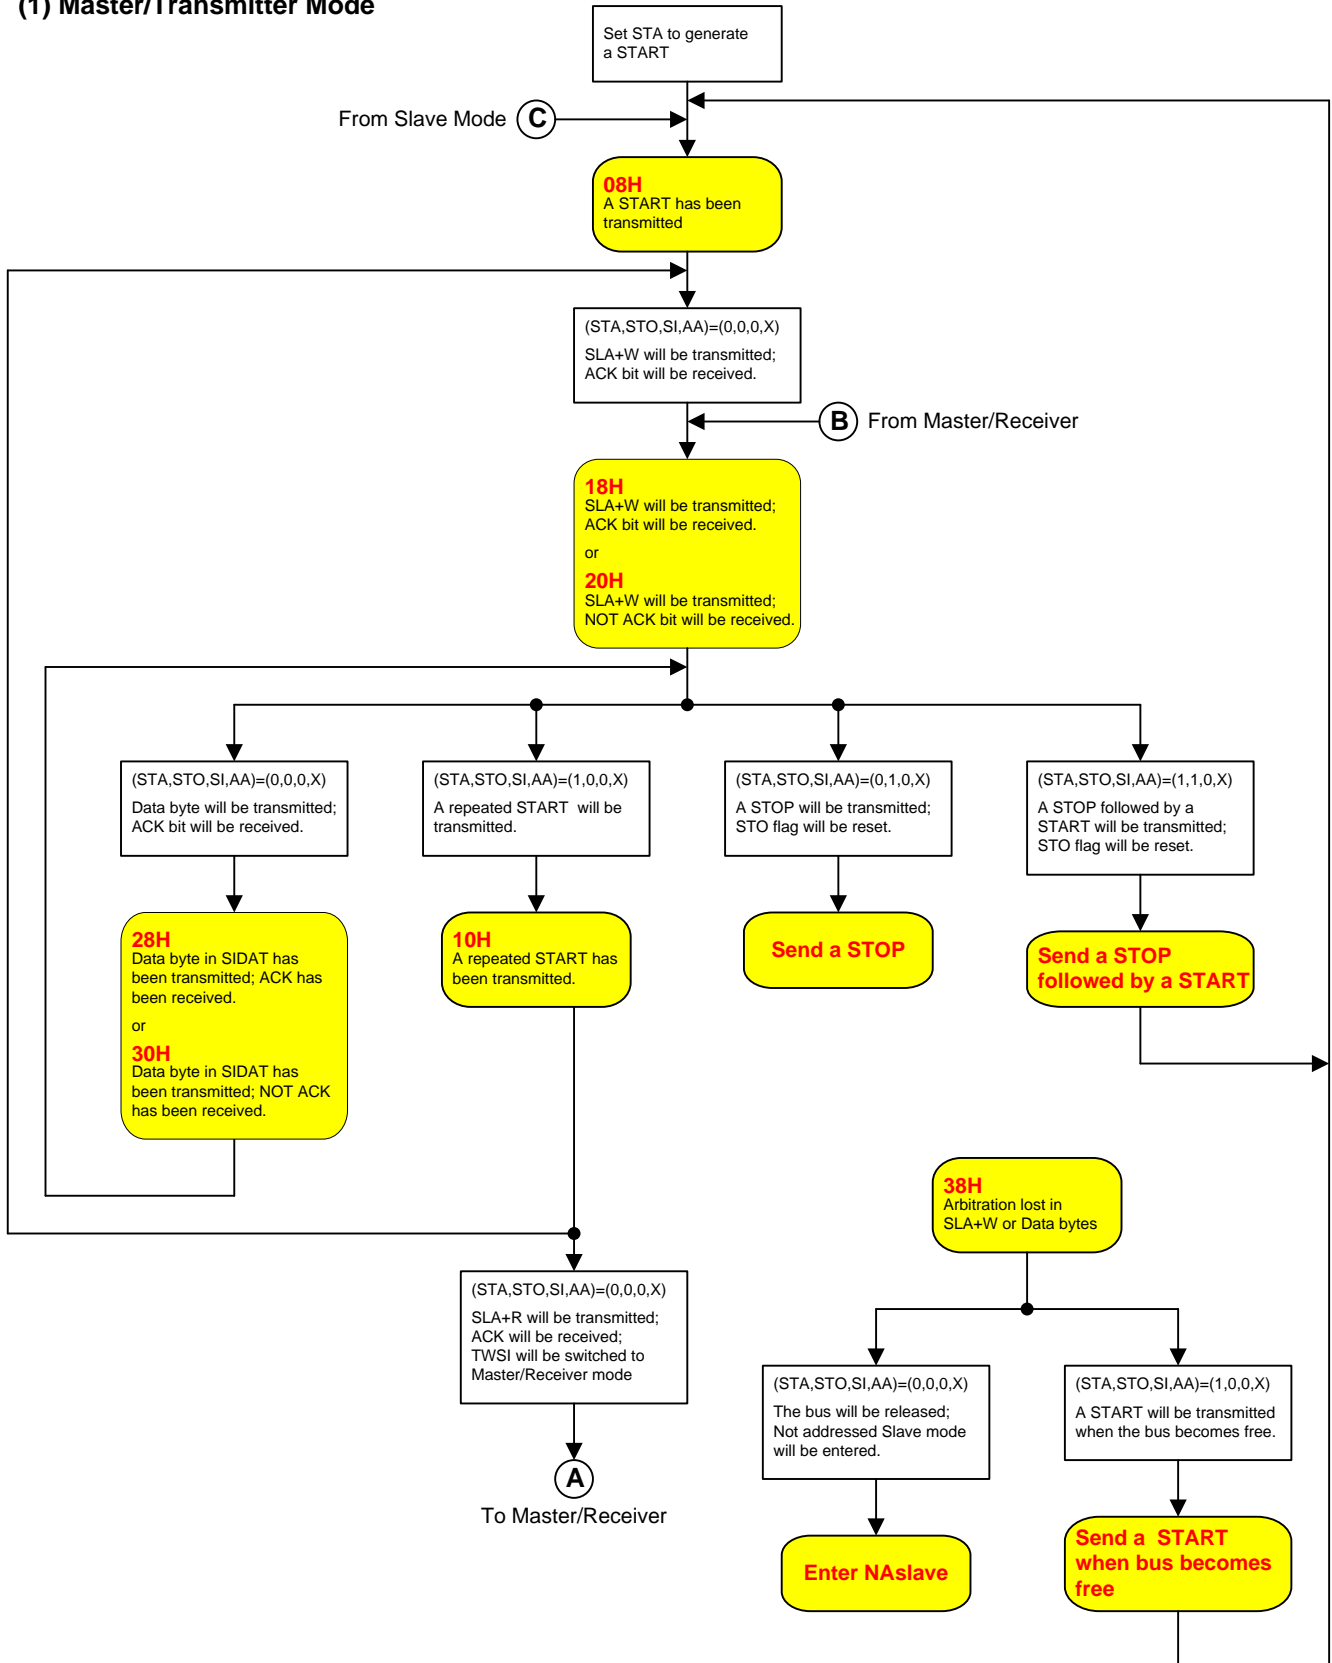 (1) Master/Transmitter Mode
Set STA to generate
a START
From Slave Mode
C
08H
A START has been
transmitted
(STA,STO,SI,AA)=(0,0,0,X)
SLA+W will be transmitted;
ACK bit will be received.
B
From Master/Receiver
18H
SLA+W will be transmitted;
ACK bit will be received.
or
20H
SLA+W will be transmitted;
NOT ACK bit will be received.
(STA,STO,SI,AA)=(0,0,0,X)
Data byte will be transmitted;
ACK bit will be received.
(STA,STO,SI,AA)=(1,0,0,X)
A repeated START will be
transmitted.
(STA,STO,SI,AA)=(0,1,0,X)
A STOP will be transmitted;
STO flag will be reset.
(STA,STO,SI,AA)=(1,1,0,X)
A STOP followed by a
START will be transmitted;
STO flag will be reset.
28H
Data byte in SIDAT has
been transmitted; ACK has
been received.
or
30H
Data byte in SIDAT has
been transmitted; NOT ACK
has been received.
10H
A repeated START has
been transmitted.
Send a STOP
Send a STOP
followed by a START
38H
Arbitration lost in
SLA+W or Data bytes
(STA,STO,SI,AA)=(0,0,0,X)
SLA+R will be transmitted;
ACK will be received;
TWSI will be switched to
Master/Receiver mode
A
To Master/Receiver
(STA,STO,SI,AA)=(0,0,0,X)
The bus will be released;
Not addressed Slave mode
will be entered.
(STA,STO,SI,AA)=(1,0,0,X)
A START will be transmitted
when the bus becomes free.
Enter NAslave
Send a START
when bus becomes
free